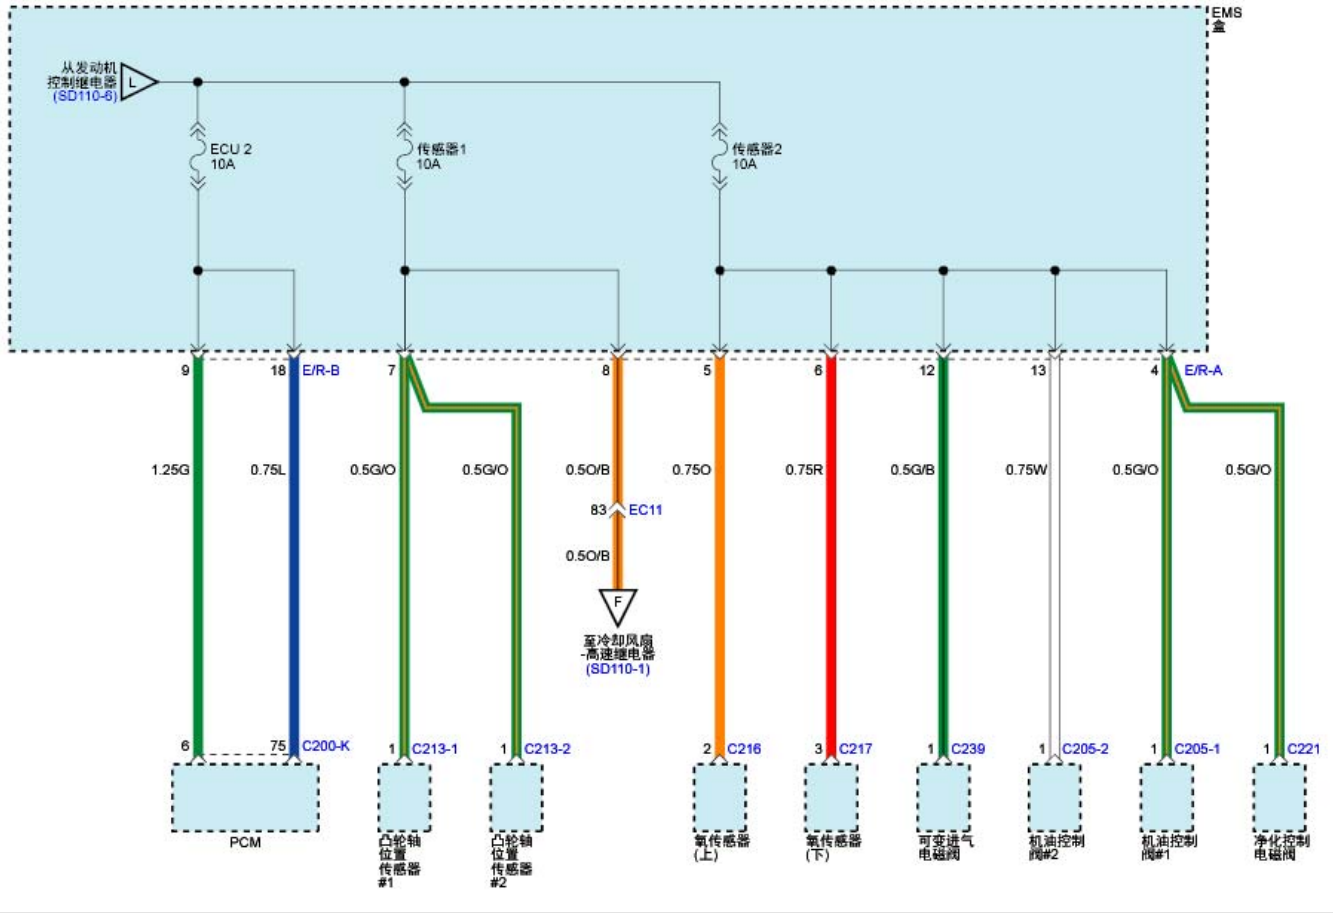 EMS
盒
从发动机
控制继电器
(SD110-6)
L
ECU 2
10A
传感器1
10A
传感器2
10A
9
18
E/R-B
7
8
5
6
12
13
4
E/R-A
1.25G
0.75L
0.5G/O
0.5G/O
0.5O/B
0.75O
0.75R
0.5G/B
0.75W
0.5G/O
0.5G/O
83
EC11
0.5O/B
F
至冷却风扇
-高速继电器
(SD110-1)
6
75
C200-K
1
C213-1
1
C213-2
2
C216
3
C217
1
C239
1
C205-2
1
C205-1
1
C221
PCM
凸轮轴
位置
传感器
#1
凸轮轴
位置
传感器
#2
氧传感器
(上)
氧传感器
(下)
可变进气
电磁阀
机油控制
阀#2
机油控制
阀#1
净化控制
电磁阀